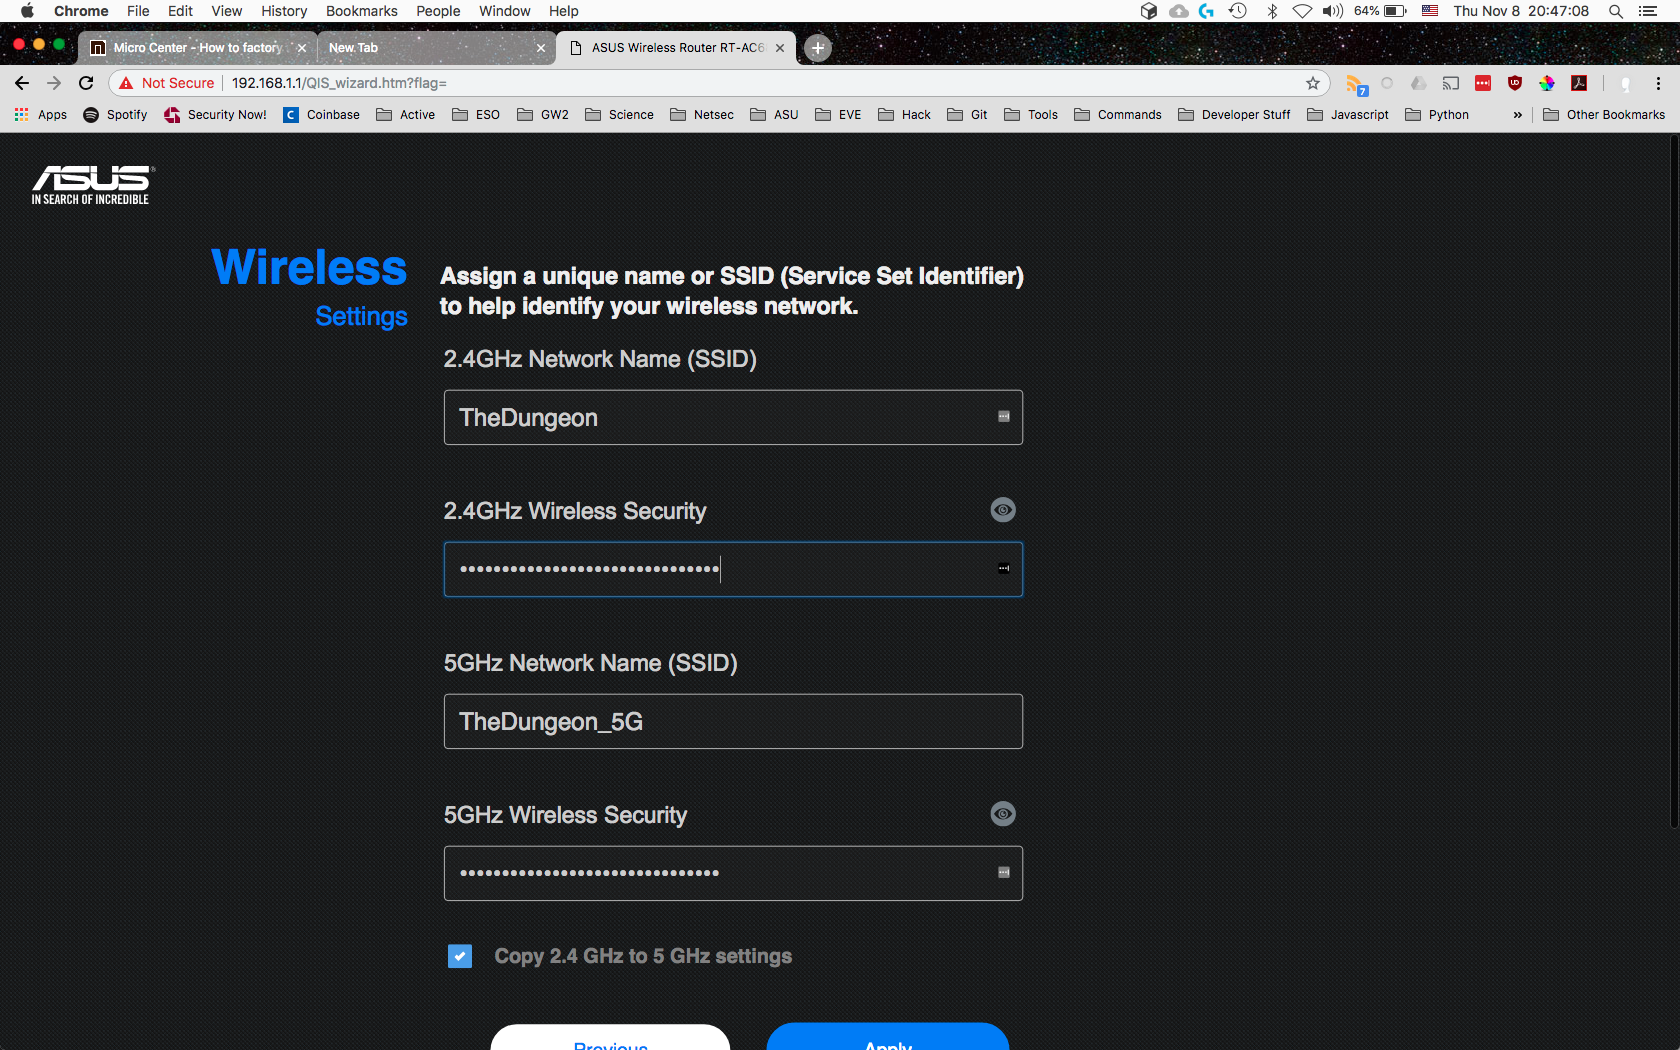 Chrome File Edit View History Bookmarks People Window Help 64% Thu Nov 8 20:47:08
Micro Center - How to factory New Tab ASUS Wireless Router RT-AC6
Not Secure 192.168.1.1/QIS_wizard.htm?flag= 7
Apps Spotify Security Now! C Coinbase Active ESO GW2 Science Netsec ASU EVE Hack Git Tools Commands Developer Stuff Javascript Python » Other Bookmarks
ASUS
IN SEARCH OF INCREDIBLE
Wireless
Settings
Assign a unique name or SSID (Service Set Identifier)
to help identify your wireless network.
2.4GHz Network Name (SSID)
TheDungeon
2.4GHz Wireless Security
5GHz Network Name (SSID)
TheDungeon_5G
5GHz Wireless Security
Copy 2.4 GHz to 5 GHz settings
Previous Apply